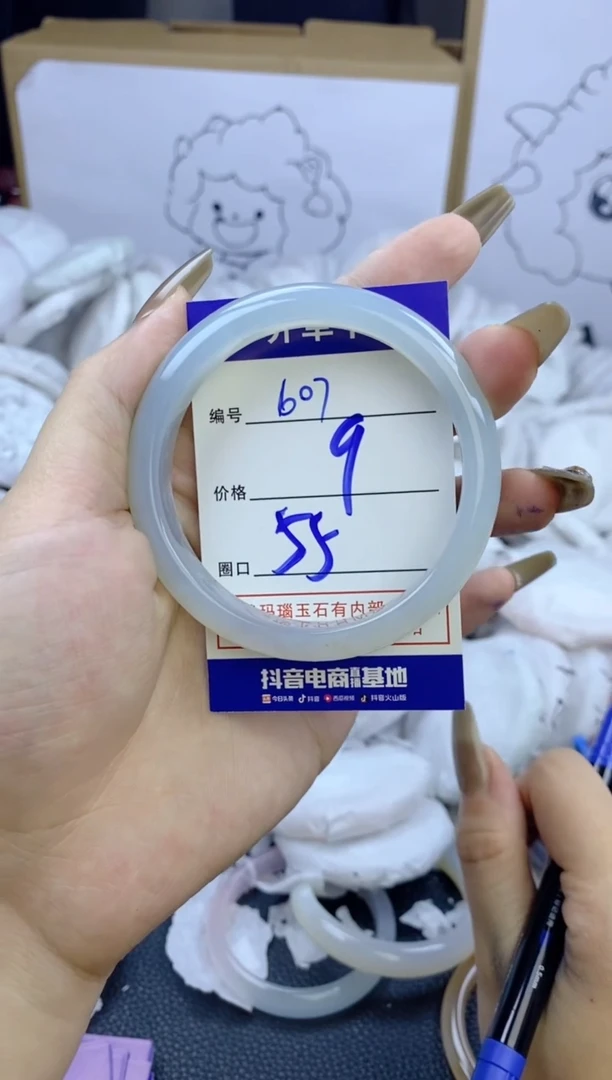 编号 607
价格 9
圈口 55
玛瑙玉石有内部
抖音电商直播基地
今日头条 抖音 西瓜视频 抖音火山版